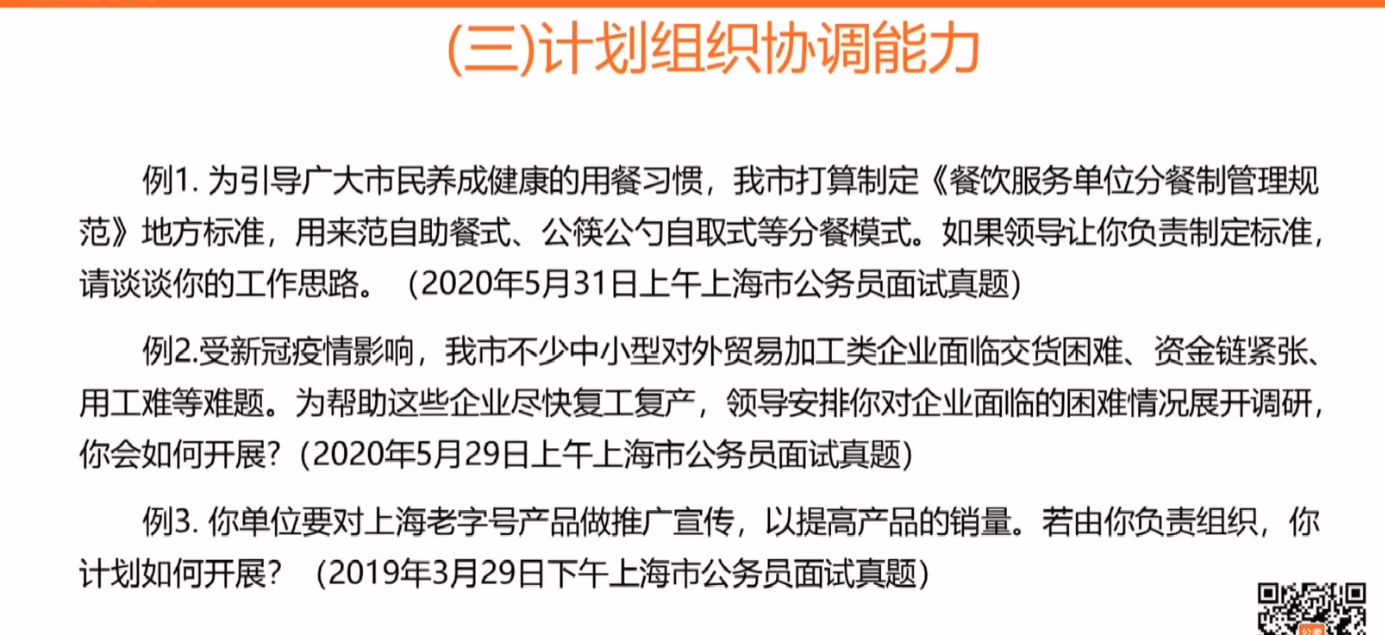 (三)计划组织协调能力
例1. 为引导广大市民养成健康的用餐习惯，我市打算制定《餐饮服务单位分餐制管理规
范》地方标准，用来范自助餐式、公筷公勺自取式等分餐模式。如果领导让你负责制定标准，
请谈谈你的工作思路。（2020年5月31日上午上海市公务员面试真题）
例2.受新冠疫情影响，我市不少中小型对外贸易加工类企业面临交货困难、资金链紧张、
用工难等难题。为帮助这些企业尽快复工复产，领导安排你对企业面临的困难情况展开调研，
你会如何开展?（2020年5月29日上午上海市公务员面试真题）
例3. 你单位要对上海老字号产品做推广宣传，以提高产品的销量。若由你负责组织，你
计划如何开展？（2019年3月29日下午上海市公务员面试真题）